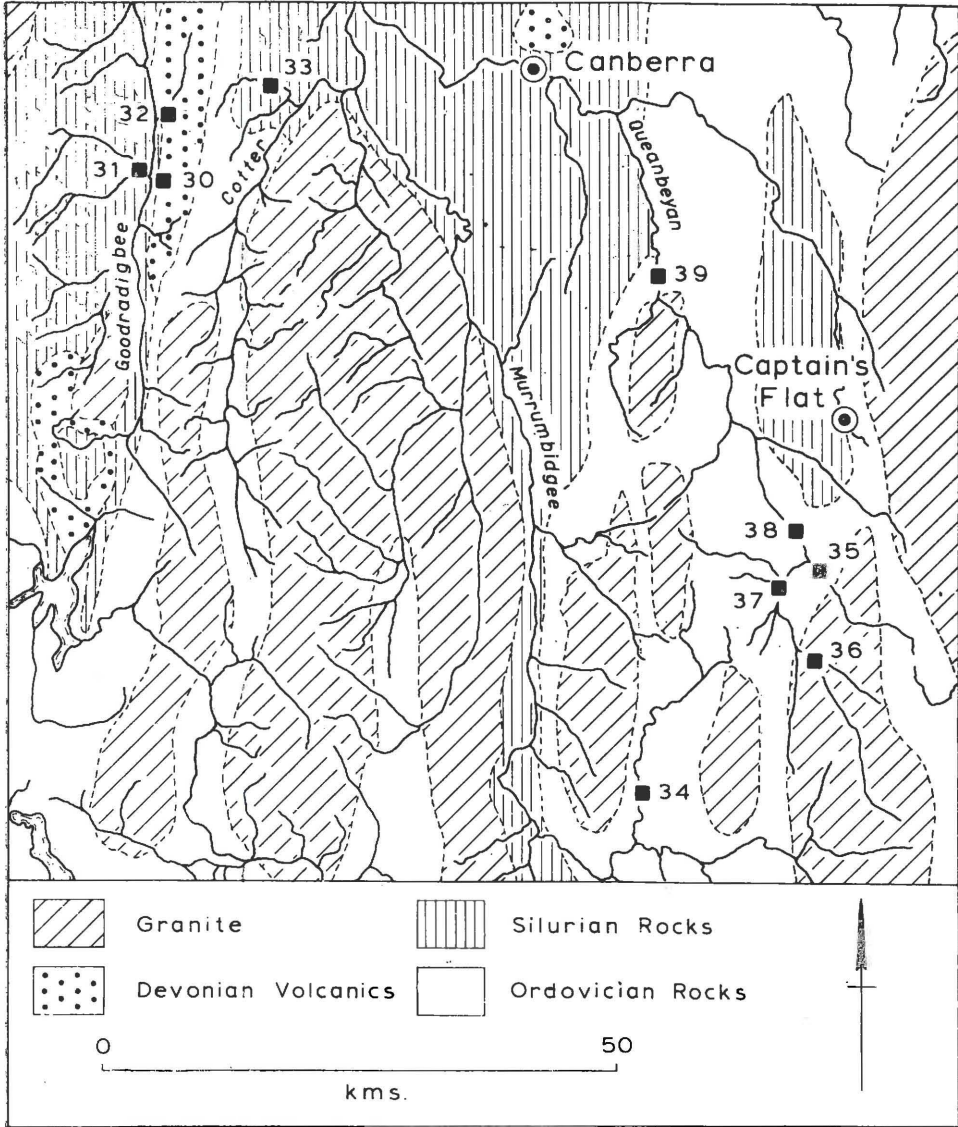 Canberra
33
32
Queanbeyan
Cotter
31
30
39
Goodradigbee
Captain's
Flat
Murrumbidgee
38
35
37
36
34
Granite
Silurian Rocks
Devonian Volcanics
Ordovician Rocks
0
50
kms.